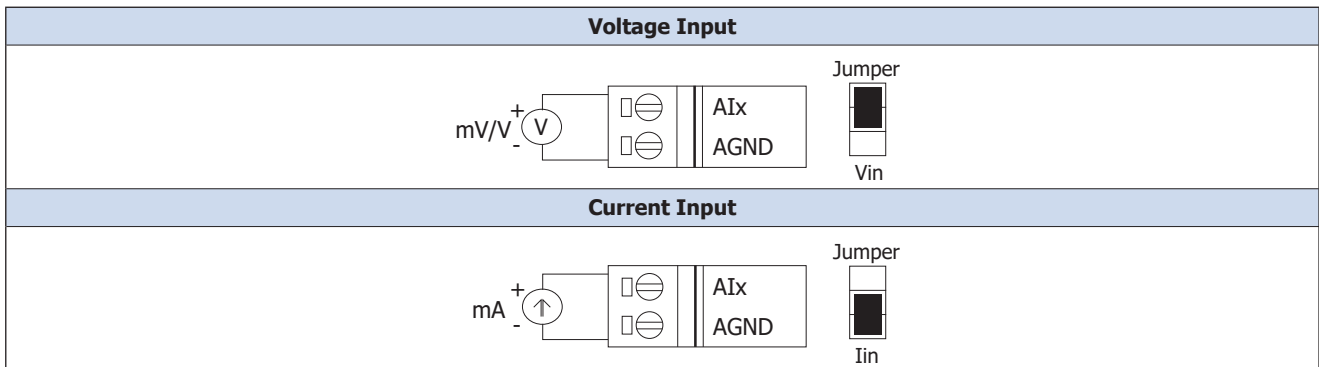 Voltage Input
Jumper
+
mV/V
V
-
AIx
AGND
Vin
Current Input
Jumper
+
mA
-
AIx
AGND
Iin